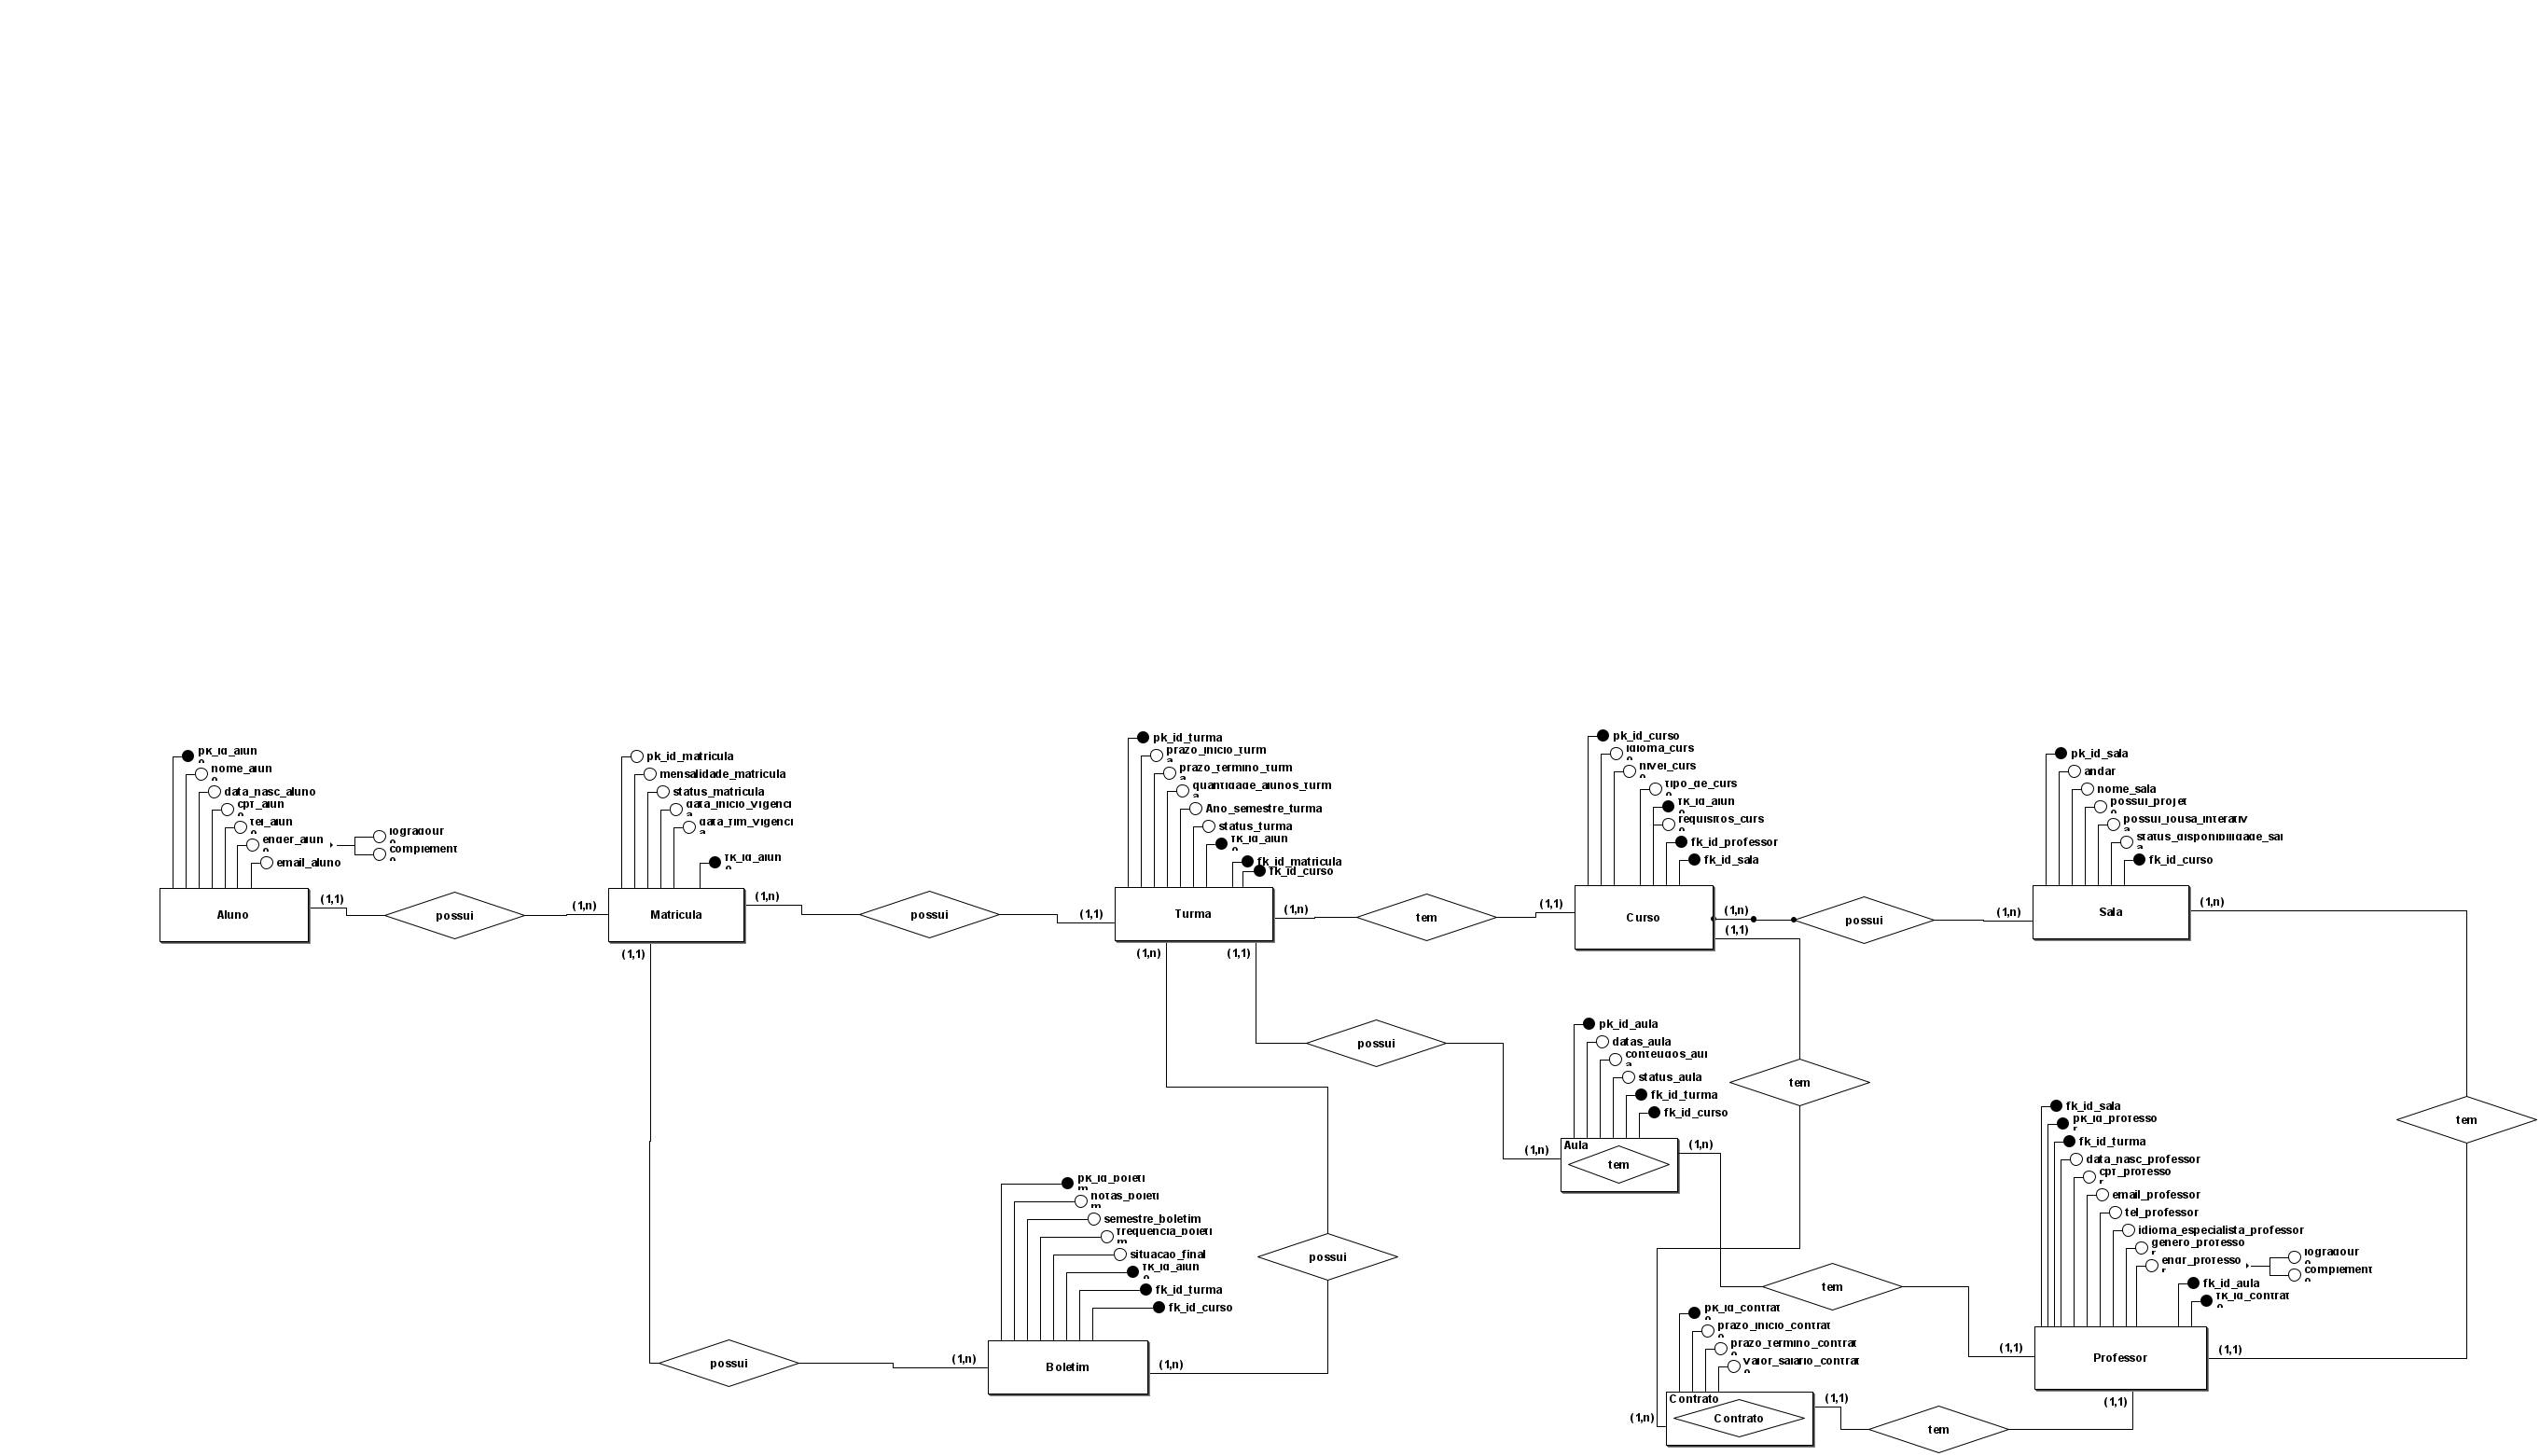 pk_id_aluno
nome_aluno
data_nasc_aluno
cpf_aluno
tel_aluno
ender_aluno
logradouro
complemento
email_aluno
Aluno
(1,1)
possui
(1,n)
pk_id_matricula
mensalidade_matricula
status_matricula
data_inicio_vigencia
data_fim_vigencia
fk_id_aluno
Matricula
(1,n)
(1,1)
possui
(1,1)
pk_id_turma
prazo_inicio_turma
prazo_termino_turma
quantidade_alunos_turma
Ano_semestre_turma
status_turma
fk_id_aluno
fk_id_matricula
fk_id_curso
Turma
(1,n)
(1,n)
(1,1)
tem
(1,1)
pk_id_curso
idioma_curso
nivel_curso
tipo_de_curso
fk_id_aluno
requisitos_curso
fk_id_professor
fk_id_sala
Curso
(1,n)
(1,1)
possui
(1,n)
pk_id_sala
andar
nome_sala
possui_projeto
possui_lousa_interativa
status_disponibilidade_sala
fk_id_curso
Sala
(1,n)
tem
possui
(1,n)
pk_id_aula
datas_aula
conteudos_aula
status_aula
fk_id_turma
fk_id_curso
Aula
tem
(1,n)
tem
tem
fk_id_sala
pk_id_professor
fk_id_turma
data_nasc_professor
cpf_professor
email_professor
tel_professor
idioma_especialista_professor
genero_professor
endr_professor
logradouro
complemento
fk_id_aula
fk_id_contrato
(1,1)
Professor
(1,1)
(1,1)
pk_id_boletim
notas_boletim
semestre_boletim
frequencia_boletim
situacao_final
fk_id_aluno
fk_id_turma
fk_id_curso
possui
possui
(1,n)
Boletim
(1,n)
pk_id_contrato
prazo_inicio_contrato
prazo_termino_contrato
valor_salario_contrato
Contrato
Contrato
(1,n)
(1,1)
tem